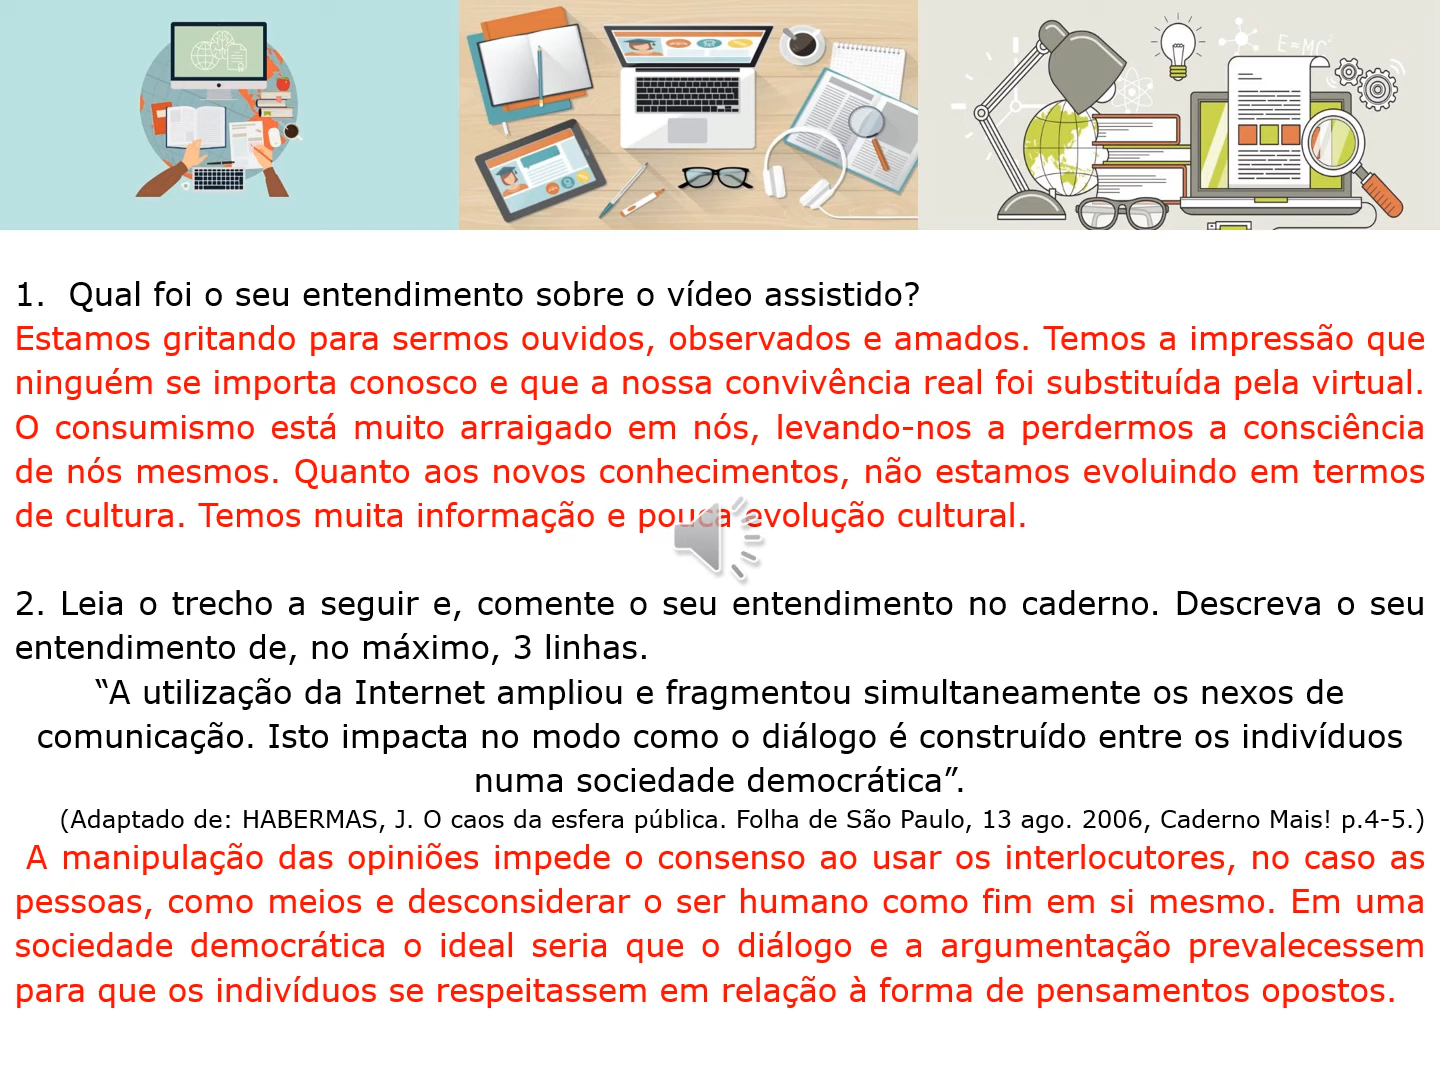 E=MC²
1. Qual foi o seu entendimento sobre o vídeo assistido?
Estamos gritando para sermos ouvidos, observados e amados. Temos a impressão que
ninguém se importa conosco e que a nossa convivência real foi substituída pela virtual.
O consumismo está muito arraigado em nós, levando-nos a perdermos a consciência
de nós mesmos. Quanto aos novos conhecimentos, não estamos evoluindo em termos
de cultura. Temos muita informação e pouca evolução cultural.
2. Leia o trecho a seguir e, comente o seu entendimento no caderno. Descreva o seu
entendimento de, no máximo, 3 linhas.
“A utilização da Internet ampliou e fragmentou simultaneamente os nexos de
comunicação. Isto impacta no modo como o diálogo é construído entre os indivíduos
numa sociedade democrática”.
(Adaptado de: HABERMAS, J. O caos da esfera pública. Folha de São Paulo, 13 ago. 2006, Caderno Mais! p.4-5.)
A manipulação das opiniões impede o consenso ao usar os interlocutores, no caso as
pessoas, como meios e desconsiderar o ser humano como fim em si mesmo. Em uma
sociedade democrática o ideal seria que o diálogo e a argumentação prevalecessem
para que os indivíduos se respeitassem em relação à forma de pensamentos opostos.